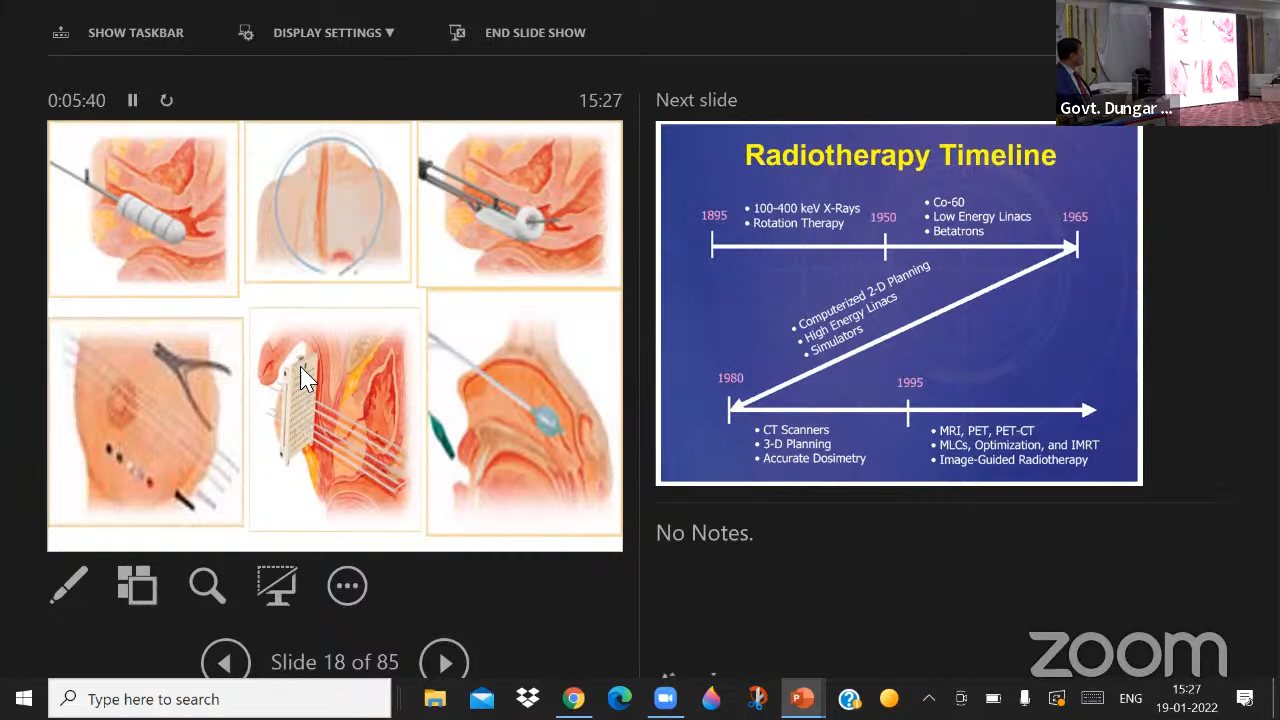 SHOW TASKBAR
DISPLAY SETTINGS ▼
END SLIDE SHOW
Govt. Dungar ...
0:05:40
15:27
Next slide
Radiotherapy Timeline
1895
• 100-400 keV X-Rays
• Rotation Therapy
1950
• Co-60
• Low Energy Linacs
• Betatrons
1965
• Computerized 2-D Planning
• High Energy Linacs
• Simulators
1980
1995
• CT Scanners
• 3-D Planning
• Accurate Dosimetry
• MRI, PET, PET-CT
• MLCs, Optimization, and IMRT
• Image-Guided Radiotherapy
No Notes.
Slide 18 of 85
zoom
Type here to search
ENG
15:27
19-01-2022